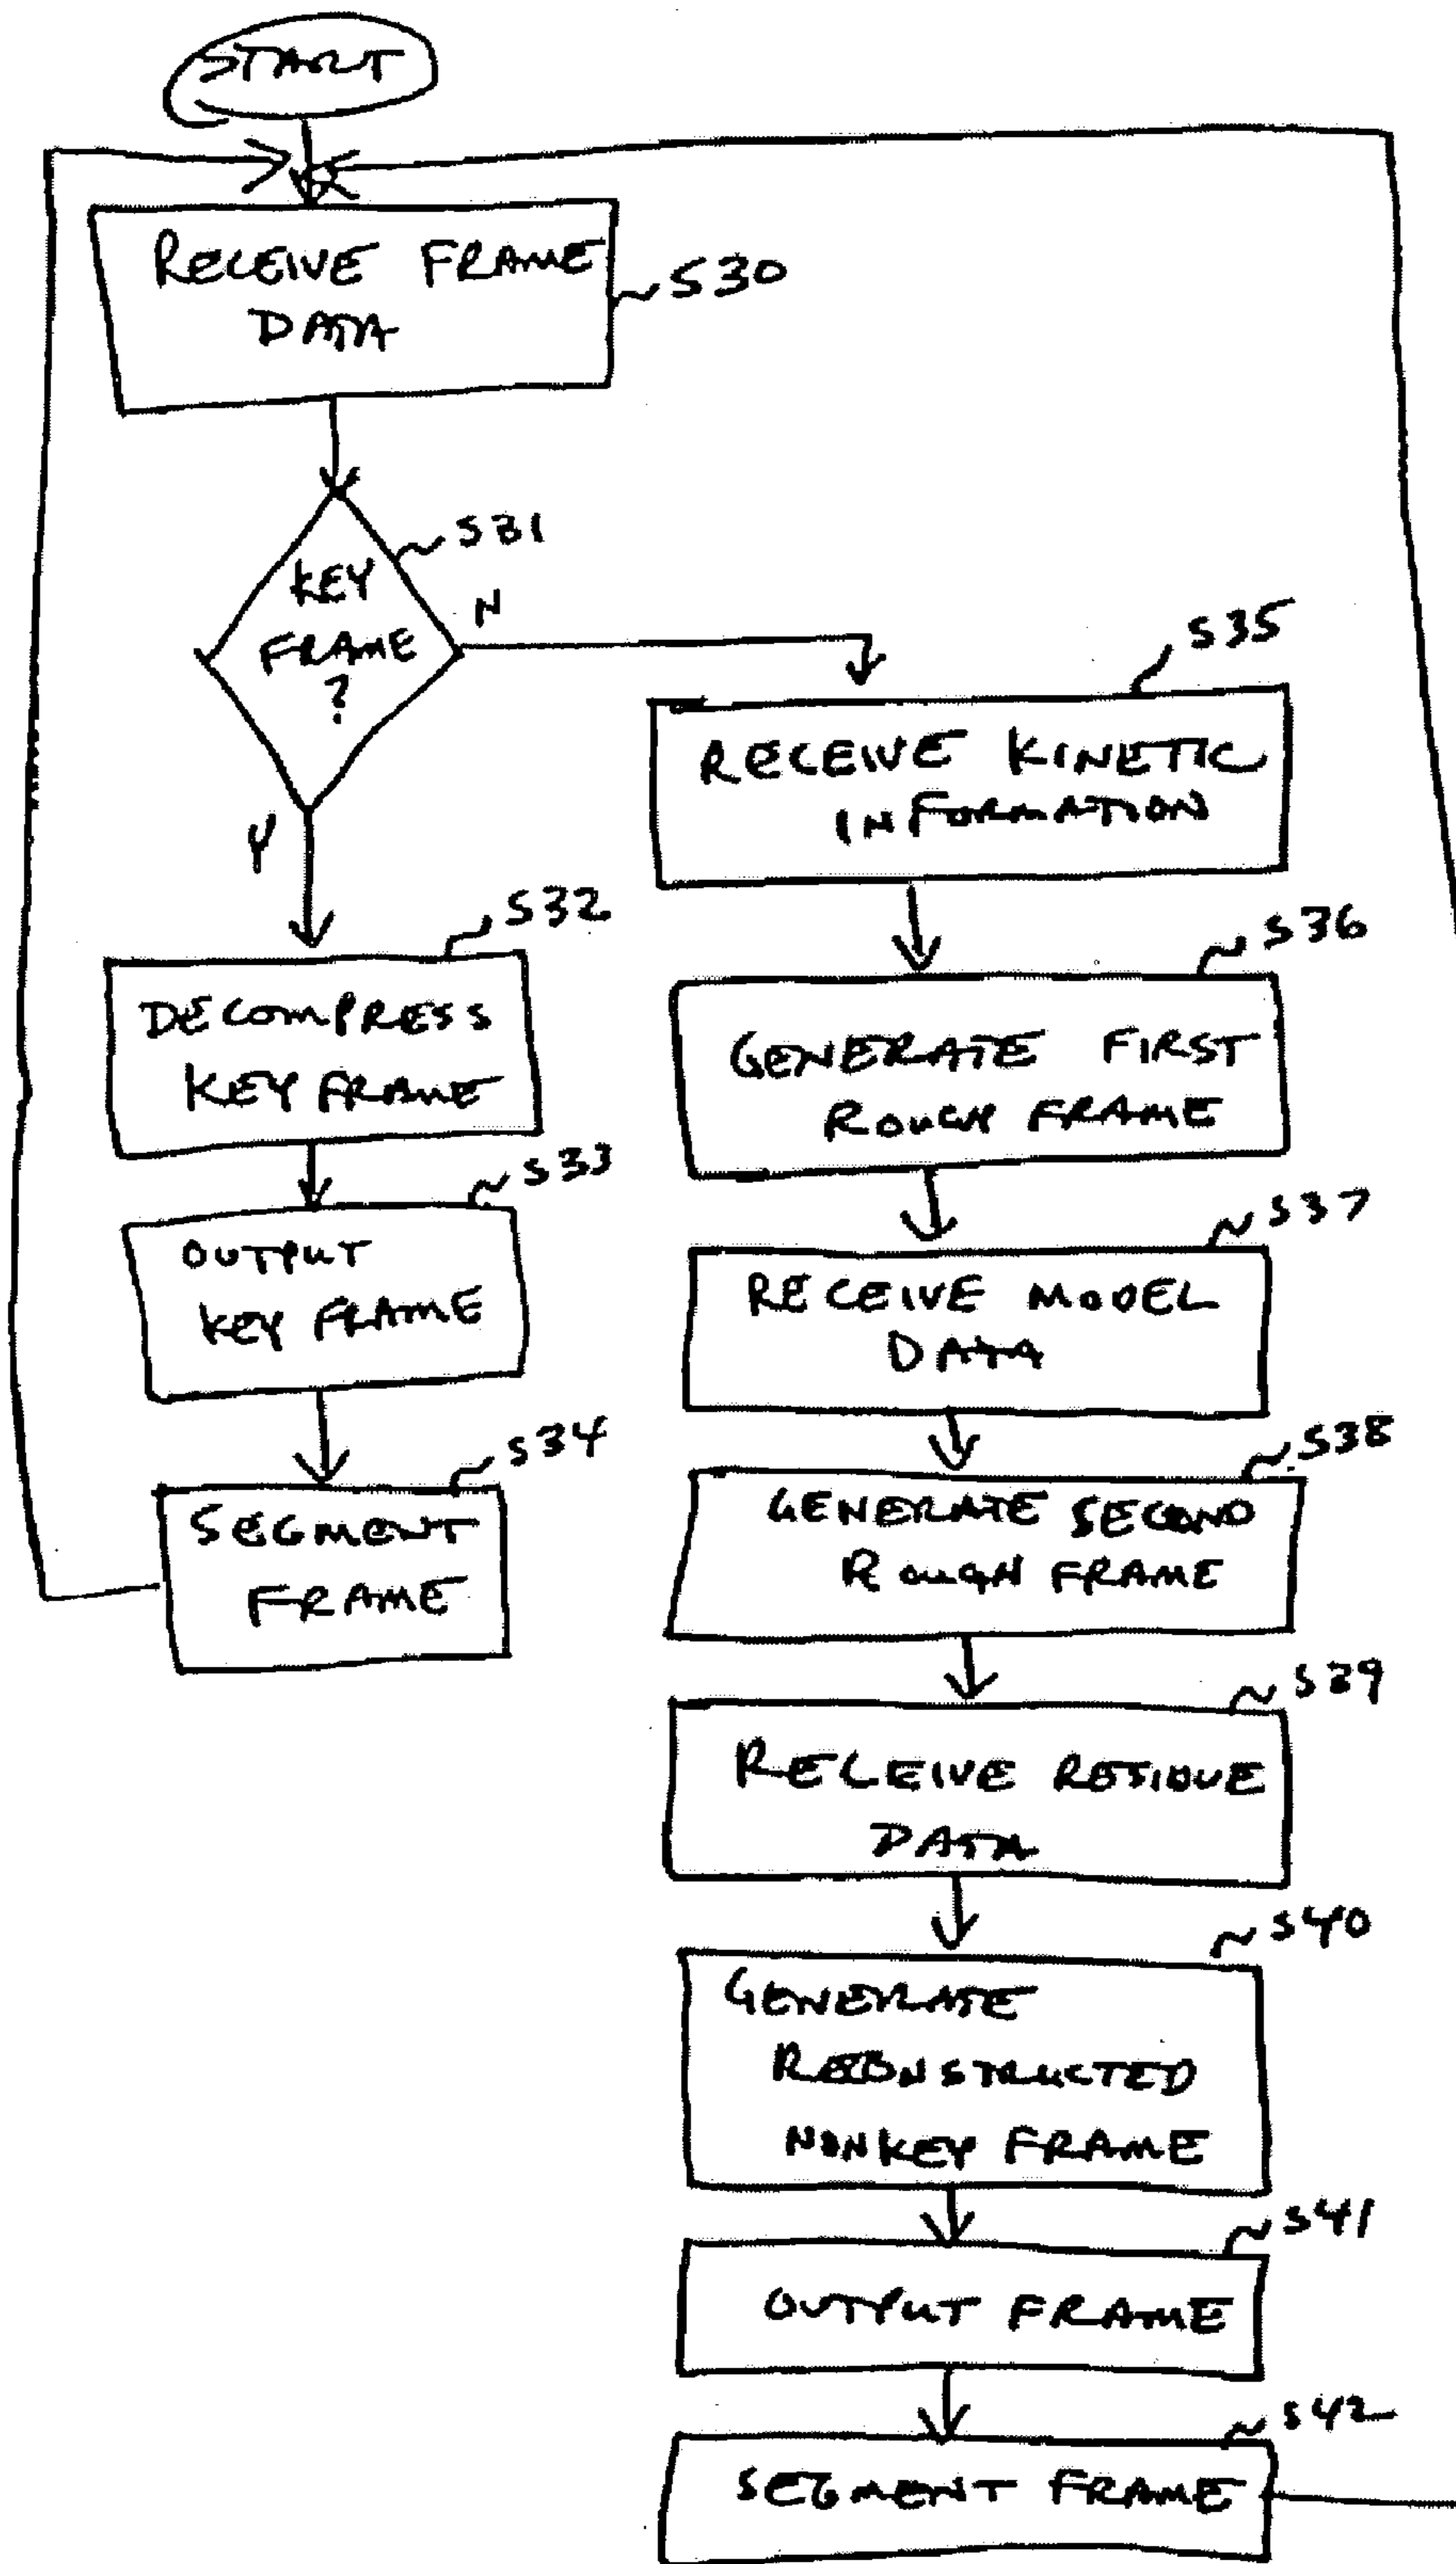 START
RECEIVE FRAME
DATA
S30
KEY
FRAME
?
S31
N
Y
DECOMPRESS
KEY FRAME
S32
OUTPUT
KEY FRAME
S33
SEGMENT
FRAME
S34
S35
RECEIVE KINETIC
INFORMATION
S36
GENERATE FIRST
ROUGH FRAME
S37
RECEIVE MODEL
DATA
S38
GENERATE SECOND
ROUGH FRAME
S39
RECEIVE RESIDUE
DATA
S40
GENERATE
RECONSTRUCTED
NONKEY FRAME
S41
OUTPUT FRAME
S42
SEGMENT FRAME